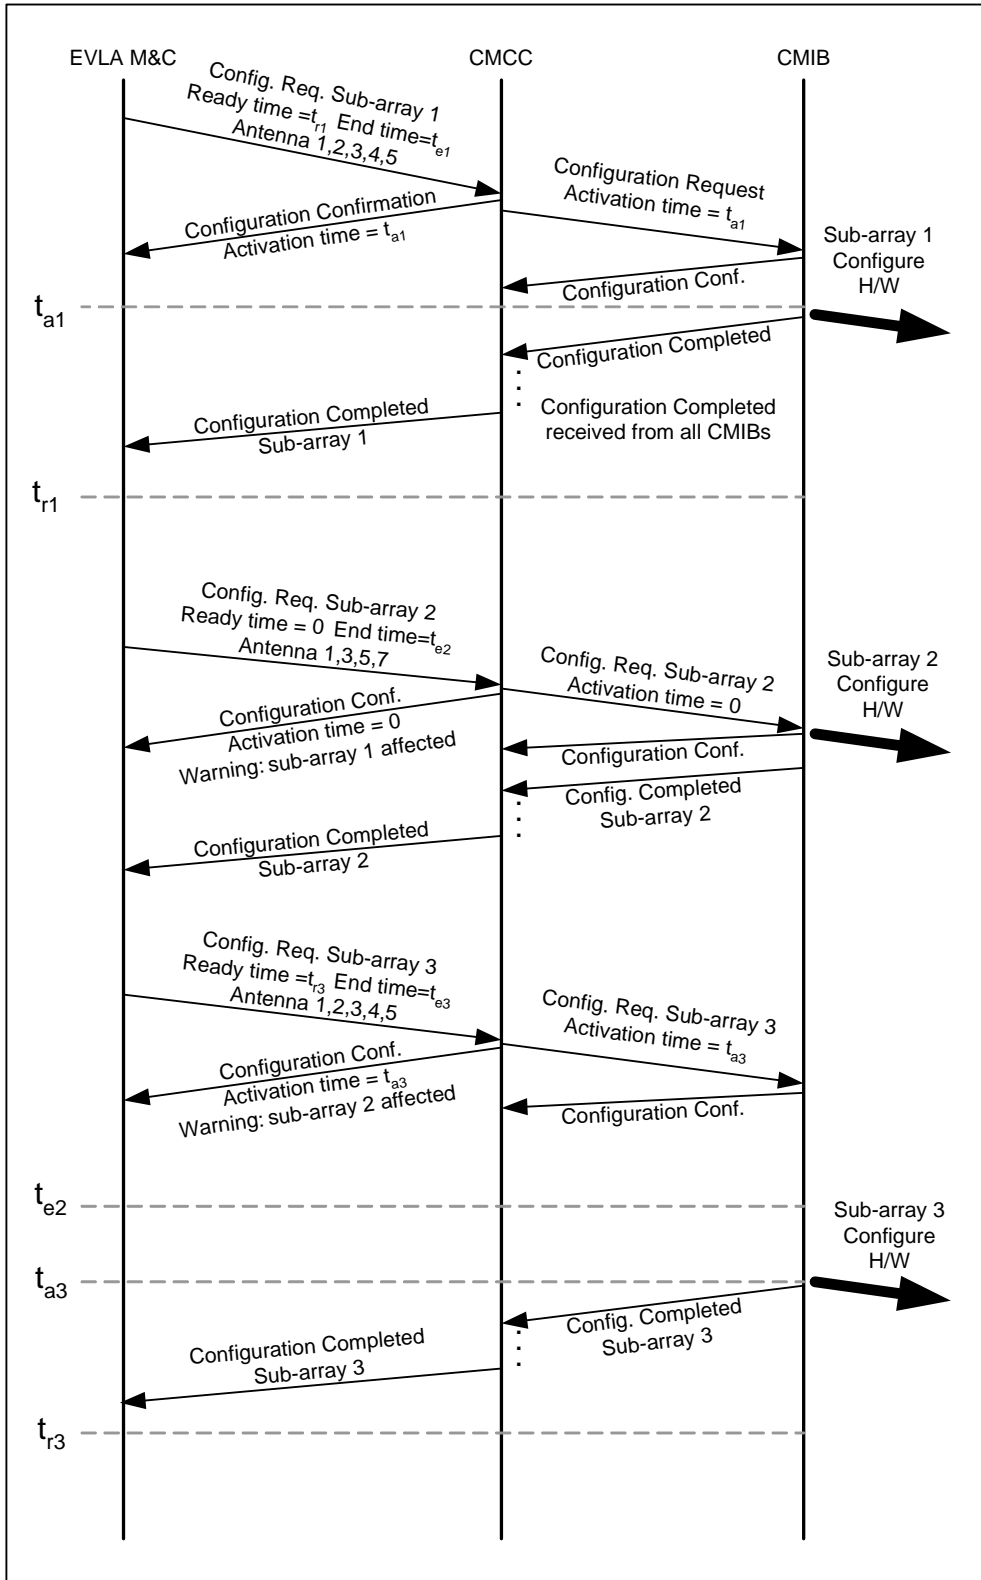 EVLA M&C
CMCC
CMIB
Config. Req. Sub-array 1
Ready time =tr1 End time=te1
Antenna 1,2,3,4,5
Configuration Confirmation
Activation time = ta1
Configuration Request
Activation time = ta1
Configuration Conf.
Sub-array 1
Configure
H/W
ta1
Configuration Completed
Configuration Completed
received from all CMIBs
Configuration Completed
Sub-array 1
tr1
Config. Req. Sub-array 2
Ready time = 0 End time=te2
Antenna 1,3,5,7
Configuration Conf.
Activation time = 0
Warning: sub-array 1 affected
Config. Req. Sub-array 2
Activation time = 0
Configuration Conf.
Sub-array 2
Configure
H/W
Config. Completed
Sub-array 2
Configuration Completed
Sub-array 2
Config. Req. Sub-array 3
Ready time =tr3 End time=te3
Antenna 1,2,3,4,5
Configuration Conf.
Activation time = ta3
Warning: sub-array 2 affected
Config. Req. Sub-array 3
Activation time = ta3
Configuration Conf.
te2
Sub-array 3
Configure
H/W
ta3
Config. Completed
Sub-array 3
Configuration Completed
Sub-array 3
tr3